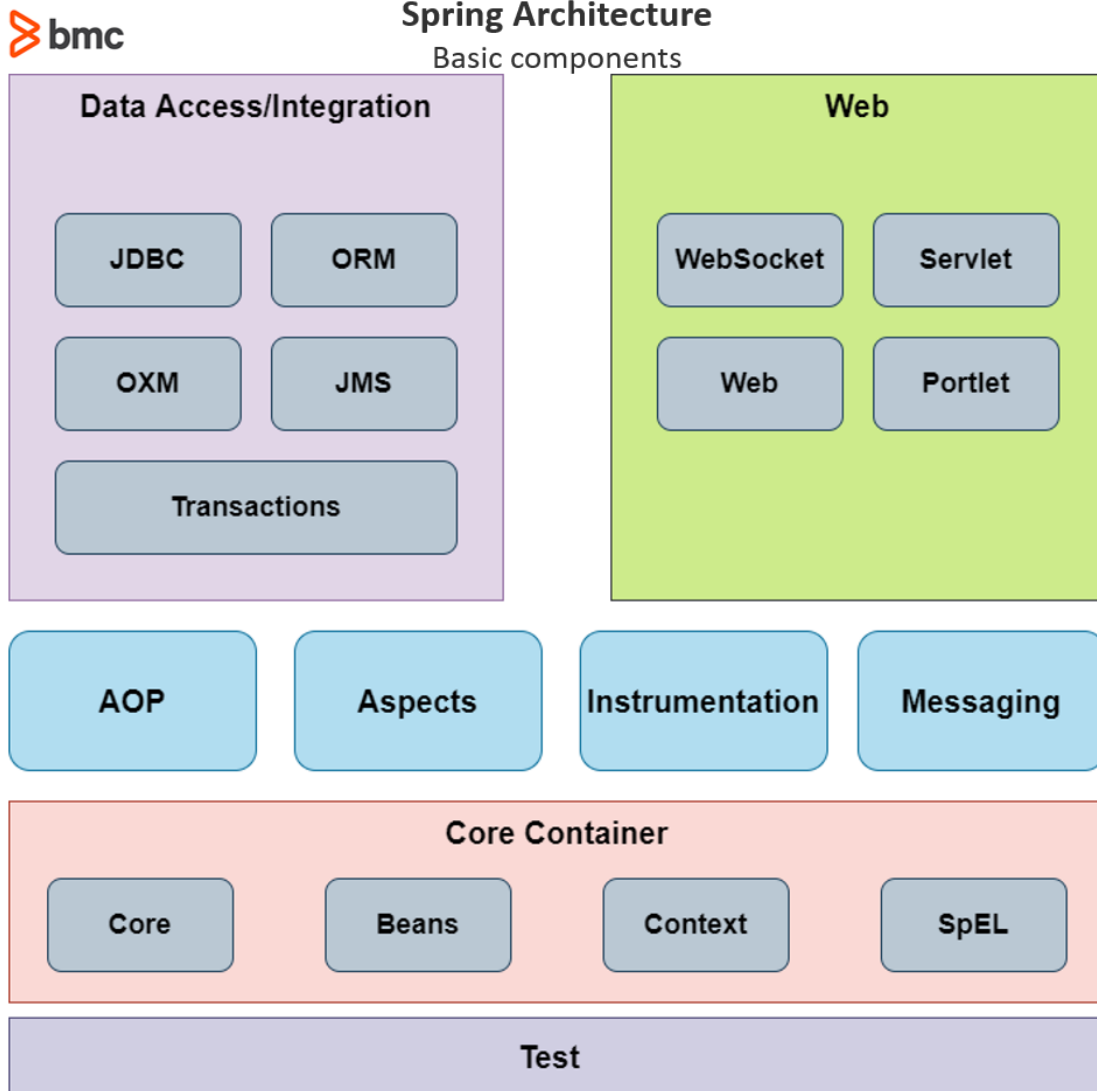 bmc
Spring Architecture
Basic components
Data Access/Integration
JDBC
ORM
OXM
JMS
Transactions
Web
WebSocket
Servlet
Web
Portlet
AOP
Aspects
Instrumentation
Messaging
Core Container
Core
Beans
Context
SpEL
Test